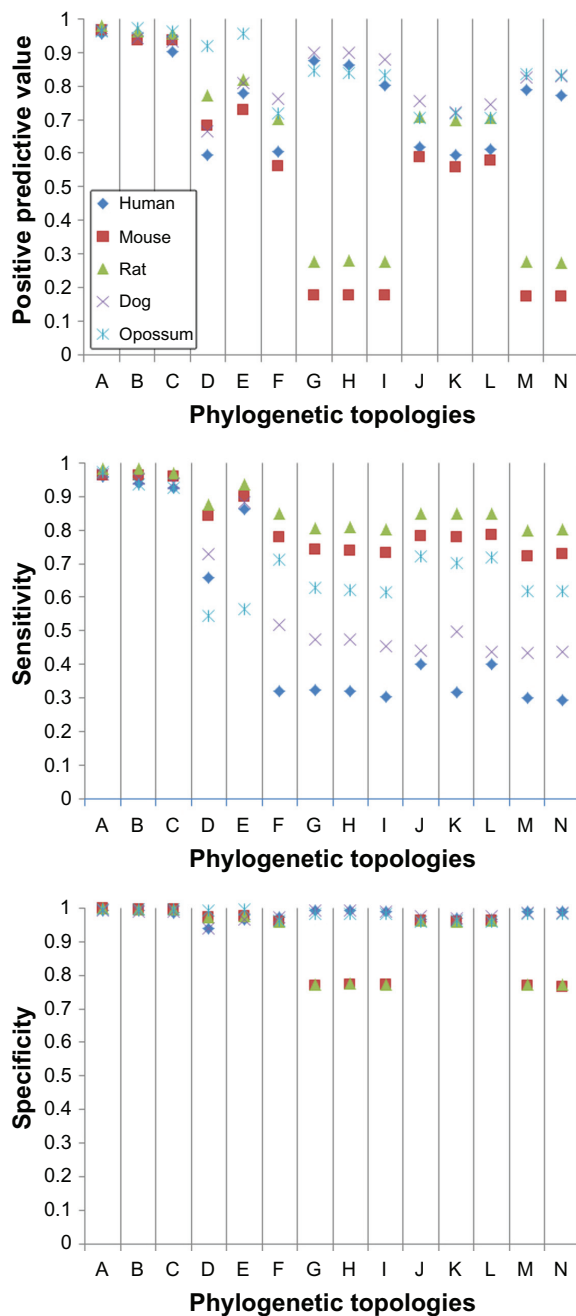 Positive predictive value
1
0.9
0.8
0.7
0.6
0.5
0.4
0.3
0.2
0.1
0
Human
Mouse
Rat
Dog
Opossum
A B C D E F G H I J K L M N
Phylogenetic topologies
Sensitivity
1
0.9
0.8
0.7
0.6
0.5
0.4
0.3
0.2
0.1
0
A B C D E F G H I J K L M N
Phylogenetic topologies
Specificity
1
0.9
0.8
0.7
0.6
0.5
0.4
0.3
0.2
0.1
0
A B C D E F G H I J K L M N
Phylogenetic topologies